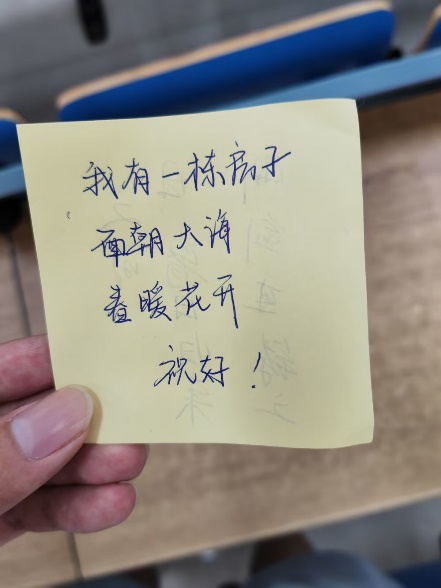 我有一栋房子
面朝大海
春暖花开
祝好！